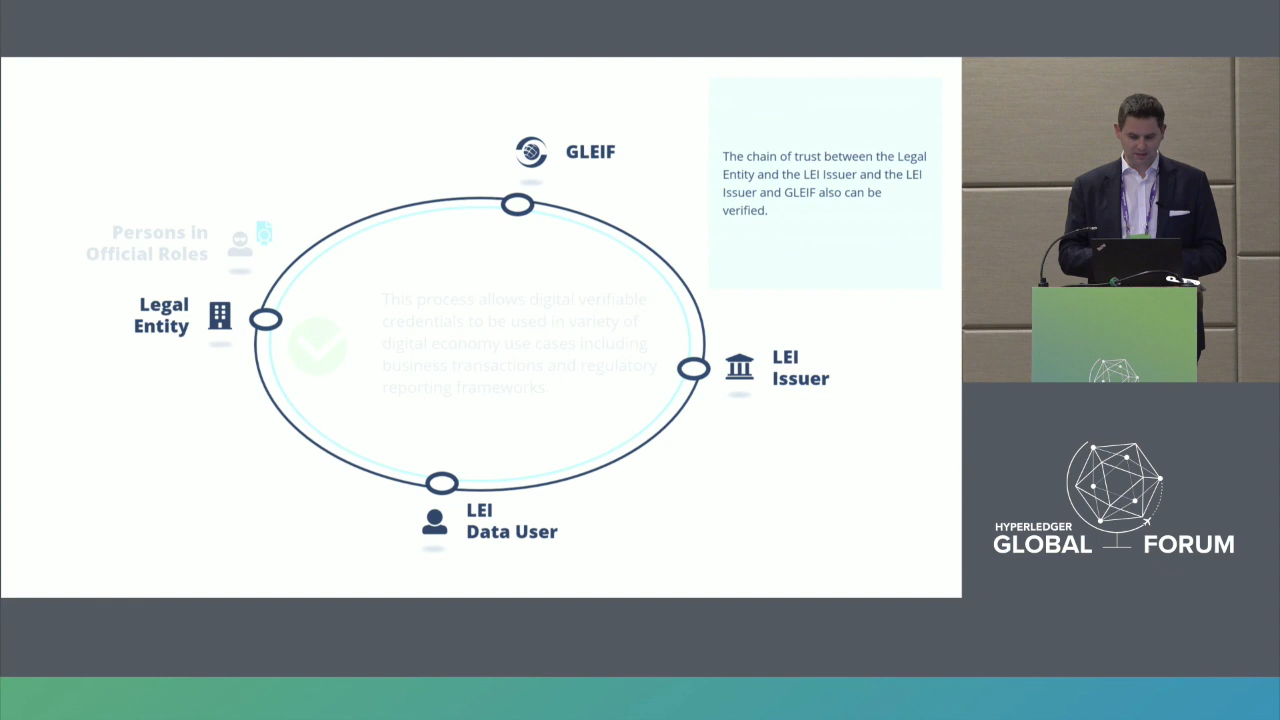 GLEIF
The chain of trust between the Legal
Entity and the LEI Issuer and the LEI
Issuer and GLEIF also can be
verified.
Persons in
Official Roles
Legal
Entity
This process allows digital verifiable
credentials to be used in variety of
digital economy use cases including
business transactions and regulatory
reporting frameworks.
LEI
Issuer
LEI
Data User
HYPERLEDGER
GLOBAL FORUM